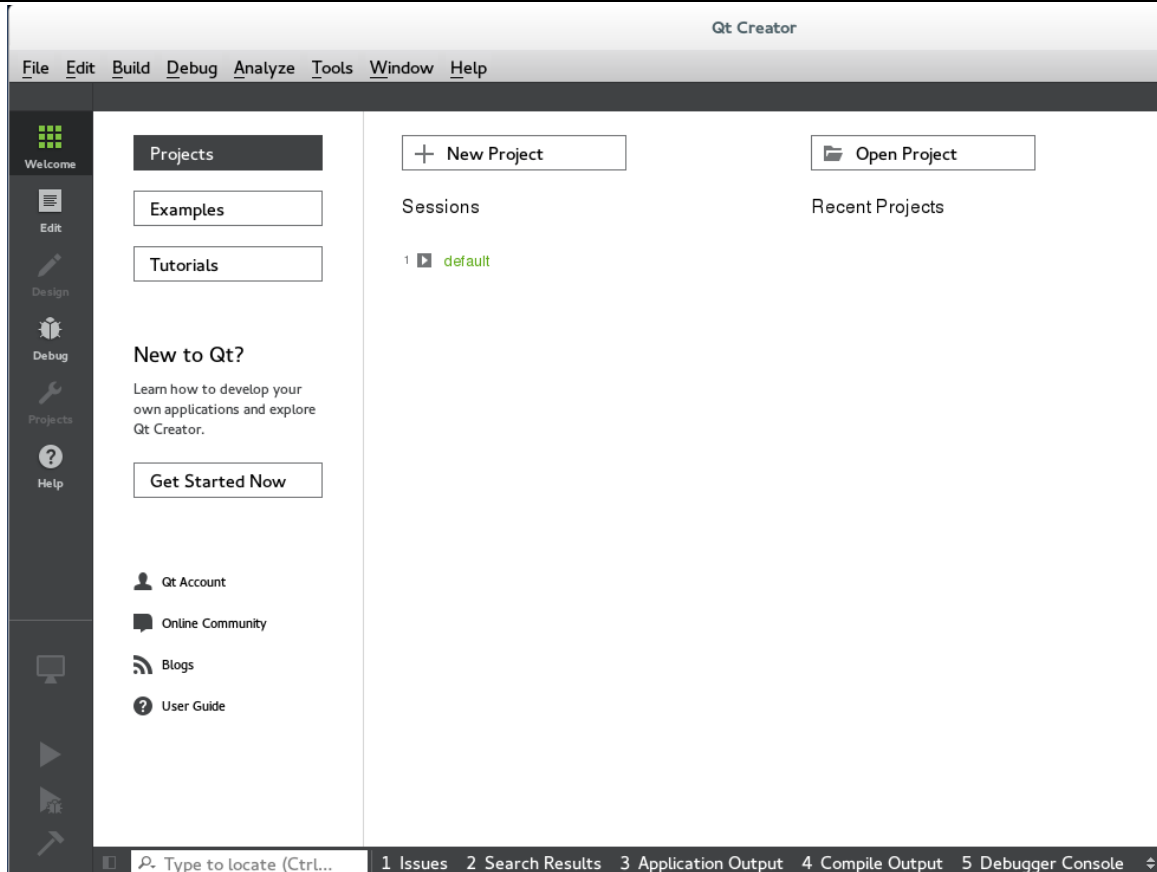 Qt Creator
File Edit Build Debug Analyze Tools Window Help
Welcome
Edit
Design
Debug
Projects
Help
Projects
Examples
Tutorials
New to Qt?
Learn how to develop your
own applications and explore
Qt Creator.
Get Started Now
Qt Account
Online Community
Blogs
User Guide
New Project
Sessions
1 default
Open Project
Recent Projects
Type to locate (Ctrl...
1 Issues 2 Search Results 3 Application Output 4 Compile Output 5 Debugger Console